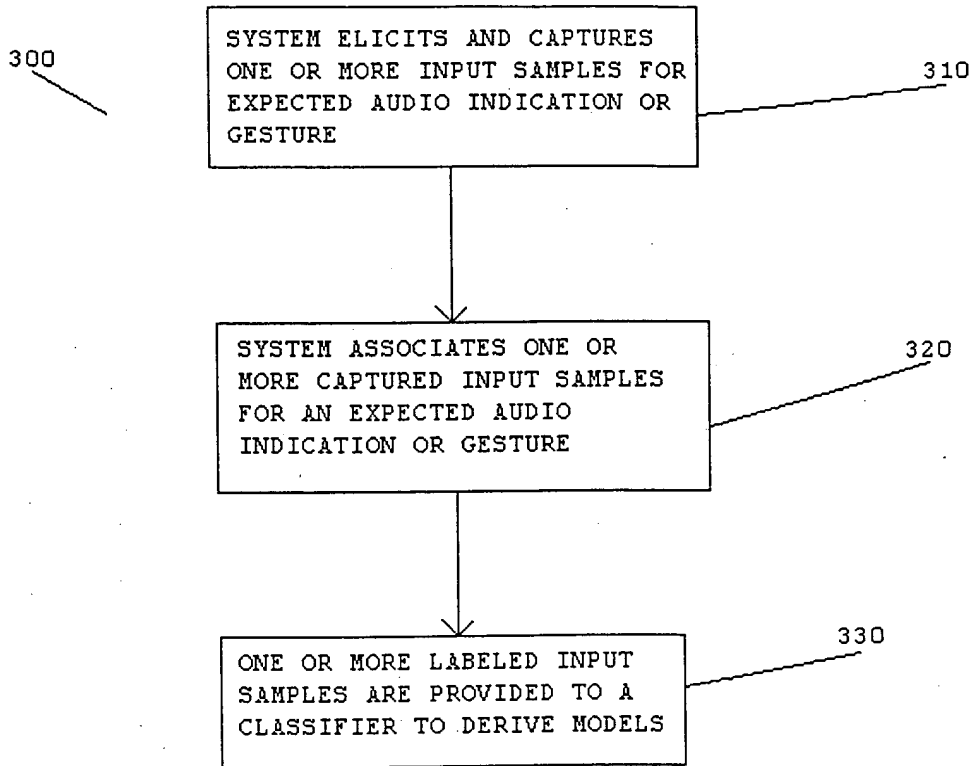 300
SYSTEM ELICITS AND CAPTURES
ONE OR MORE INPUT SAMPLES FOR
EXPECTED AUDIO INDICATION OR
GESTURE
310
SYSTEM ASSOCIATES ONE OR
MORE CAPTURED INPUT SAMPLES
FOR AN EXPECTED AUDIO
INDICATION OR GESTURE
320
ONE OR MORE LABELED INPUT
SAMPLES ARE PROVIDED TO A
CLASSIFIER TO DERIVE MODELS
330